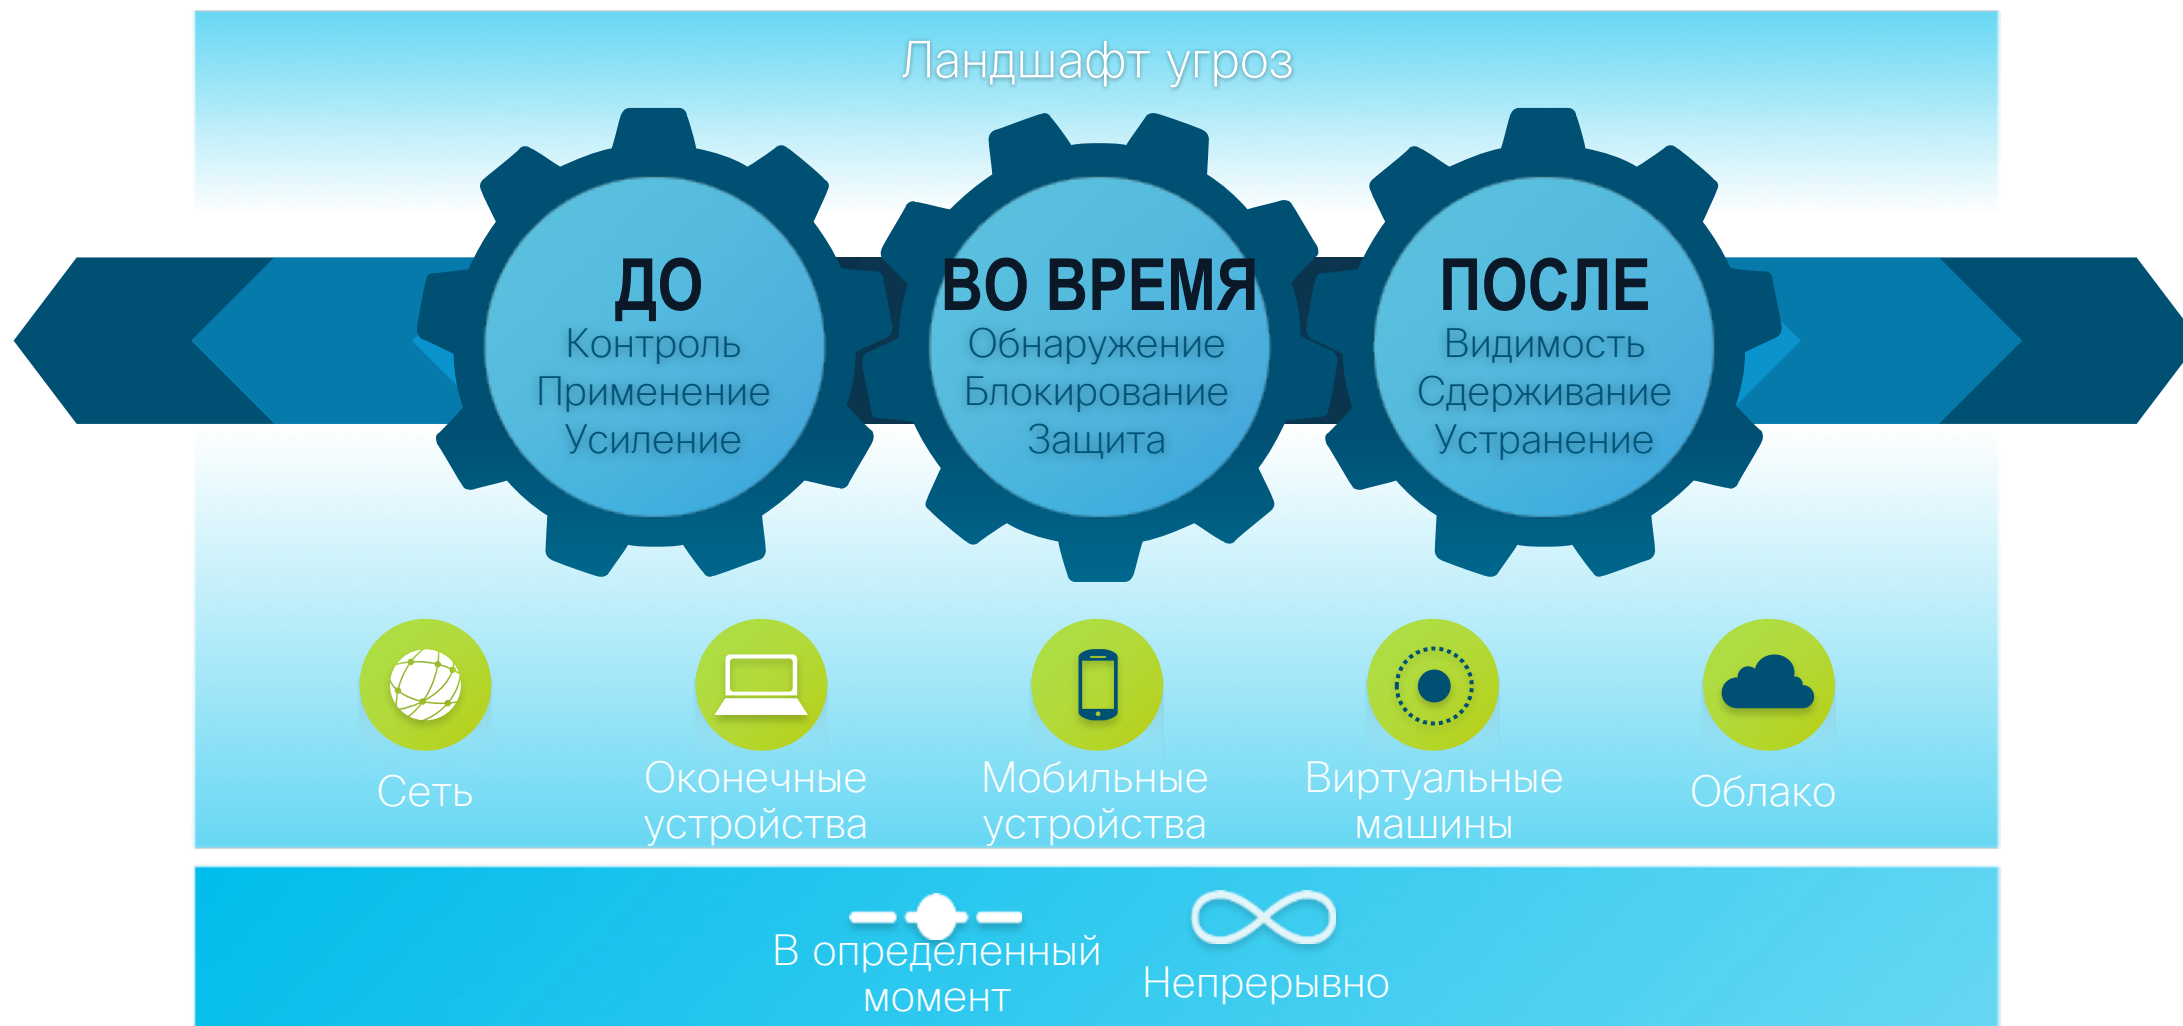 Ландшафт угроз
ДО
Контроль
Применение
Усиление
ВО ВРЕМЯ
Обнаружение
Блокирование
Защита
ПОСЛЕ
Видимость
Сдерживание
Устранение
Сеть
Оконечные
устройства
Мобильные
устройства
Виртуальные
машины
Облако
В определенный
момент
Непрерывно